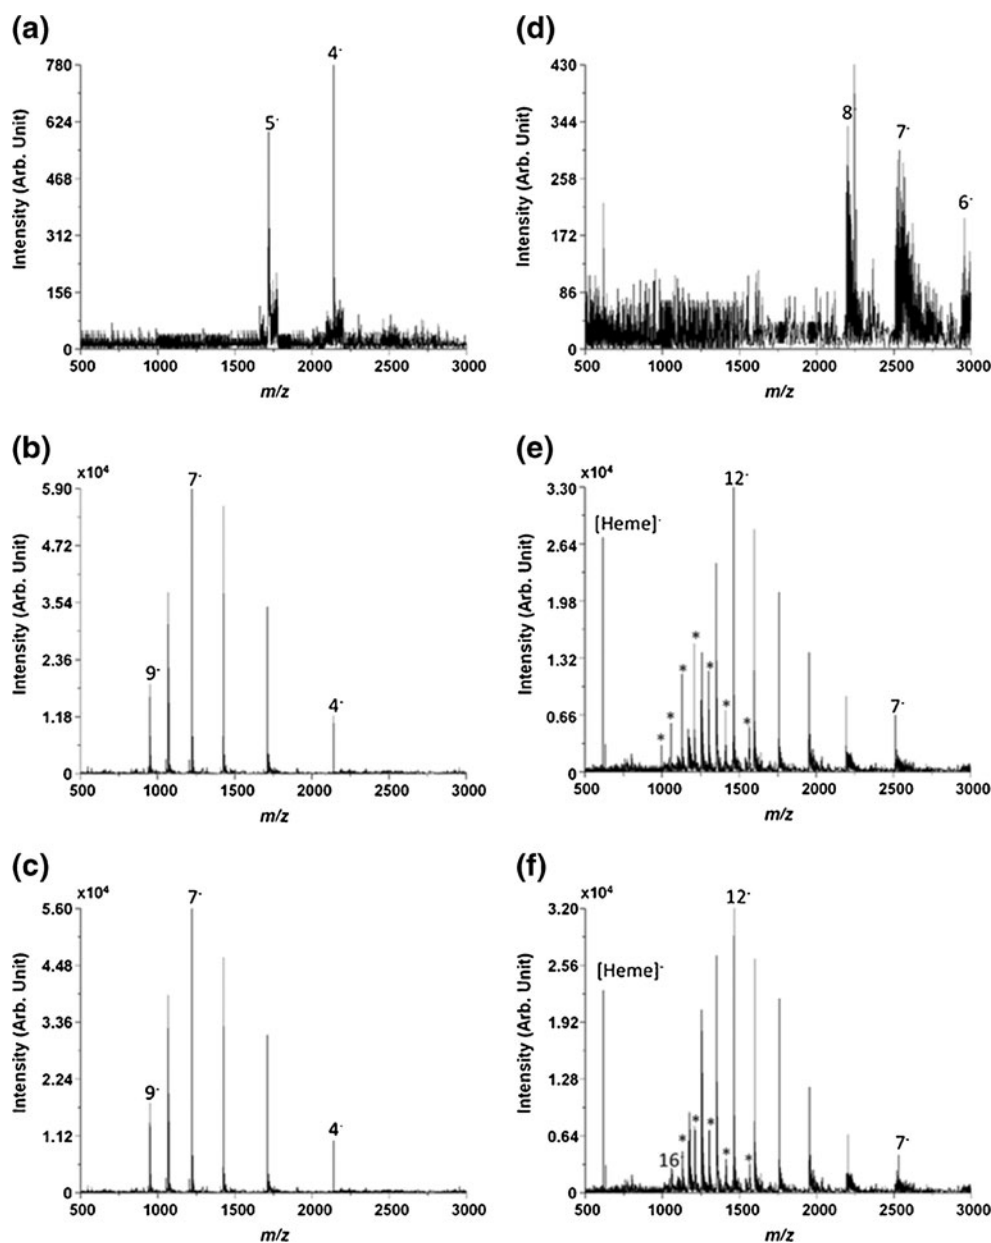 (a)
Intensity (Arb. Unit)
780
624
468
312
156
0
5-
4-
500 1000 1500 2000 2500 3000
m/z
(d)
Intensity (Arb. Unit)
430
344
258
172
86
0
8-
7-
6-
500 1000 1500 2000 2500 3000
m/z
(b)
x10⁴
Intensity (Arb. Unit)
5.90
4.72
3.54
2.36
1.18
0
9-
7-
4-
500 1000 1500 2000 2500 3000
m/z
(e)
Intensity (Arb. Unit)
x10⁴
3.30
2.64
1.98
1.32
0.66
0
[Heme]-
12-
* * * * * * *
7-
500 1000 1500 2000 2500 3000
m/z
(c)
x10⁴
Intensity (Arb. Unit)
5.60
4.48
3.36
2.24
1.12
0
9-
7-
4-
500 1000 1500 2000 2500 3000
m/z
(f)
x10⁴
Intensity (Arb. Unit)
3.20
2.56
1.92
1.28
0.64
0
[Heme]-
12-
16-
* * * * *
7-
500 1000 1500 2000 2500 3000
m/z